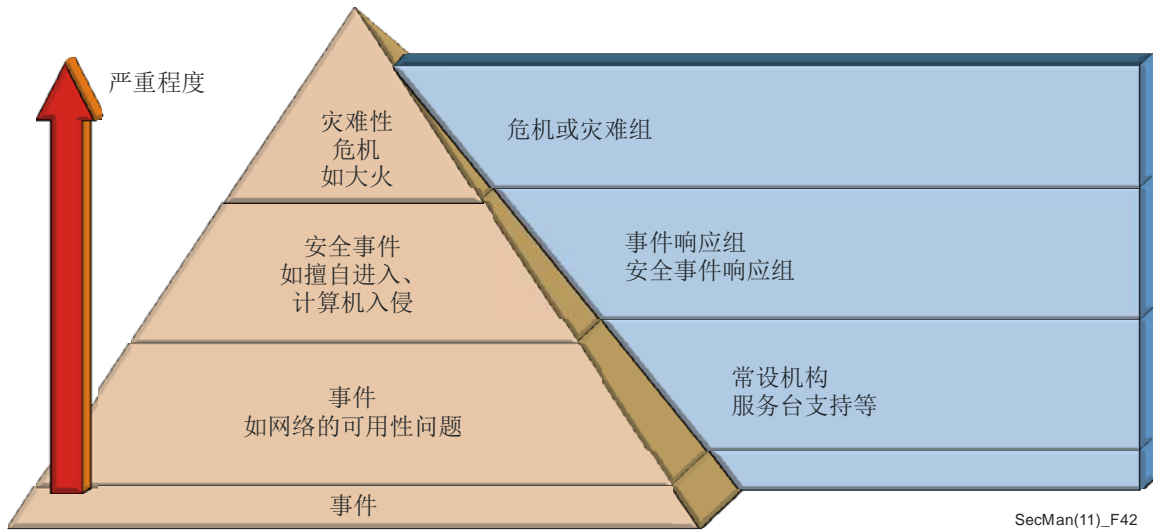 严重程度
灾难性
危机
如大火
危机或灾难组
安全事件
如擅自进入、
计算机入侵
事件响应组
安全事件响应组
事件
如网络的可用性问题
常设机构
服务台支持等
事件
SecMan(11)_F42